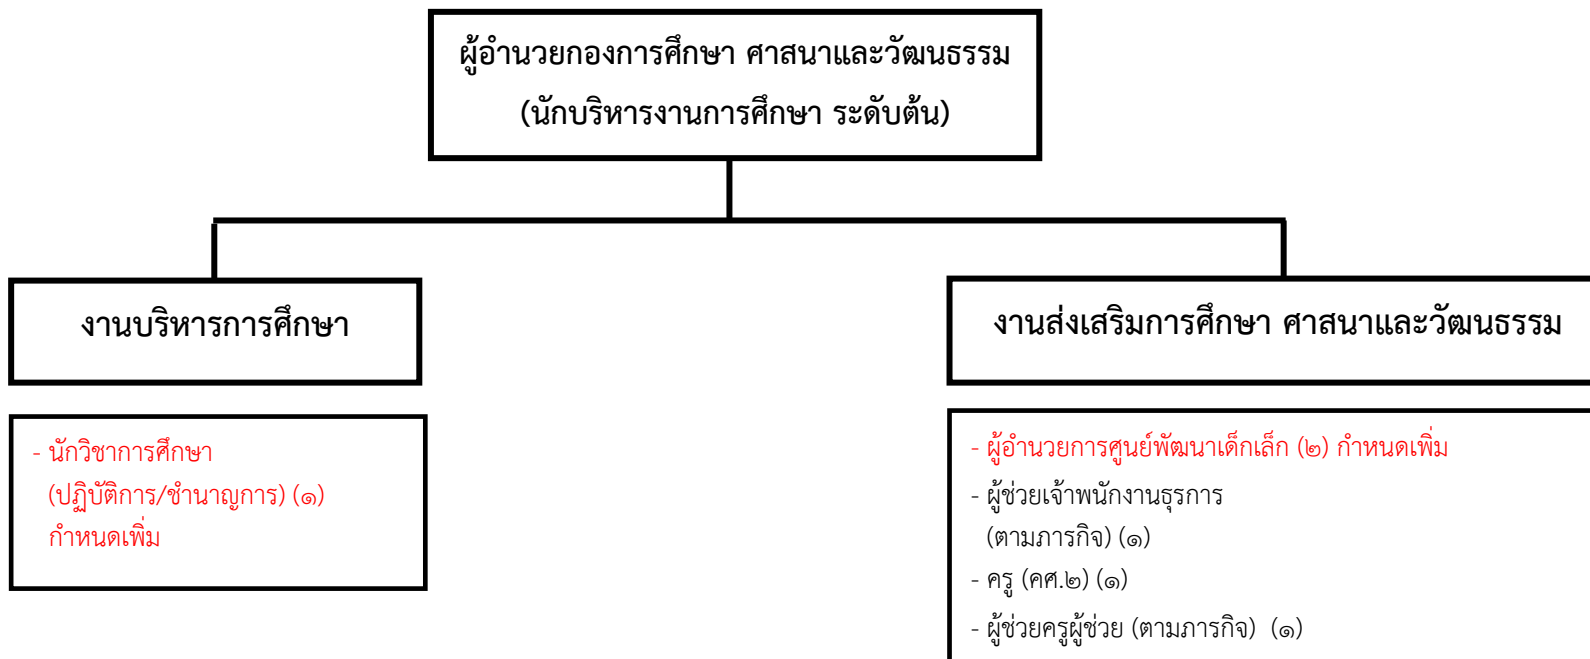 ผู้อำนวยกองการศึกษา ศาสนาและวัฒนธรรม
(นักบริหารงานการศึกษา ระดับต้น)
งานบริหารการศึกษา
งานส่งเสริมการศึกษา ศาสนาและวัฒนธรรม
- นักวิชาการศึกษา
(ปฏิบัติการ/ชำนาญการ) (๑)
กำหนดเพิ่ม
- ผู้อำนวยการศูนย์พัฒนาเด็กเล็ก (๒) กำหนดเพิ่ม
- ผู้ช่วยเจ้าพนักงานธุรการ
(ตามภารกิจ) (๑)
- ครู (คศ.๒) (๑)
- ผู้ช่วยครูผู้ช่วย (ตามภารกิจ) (๑)